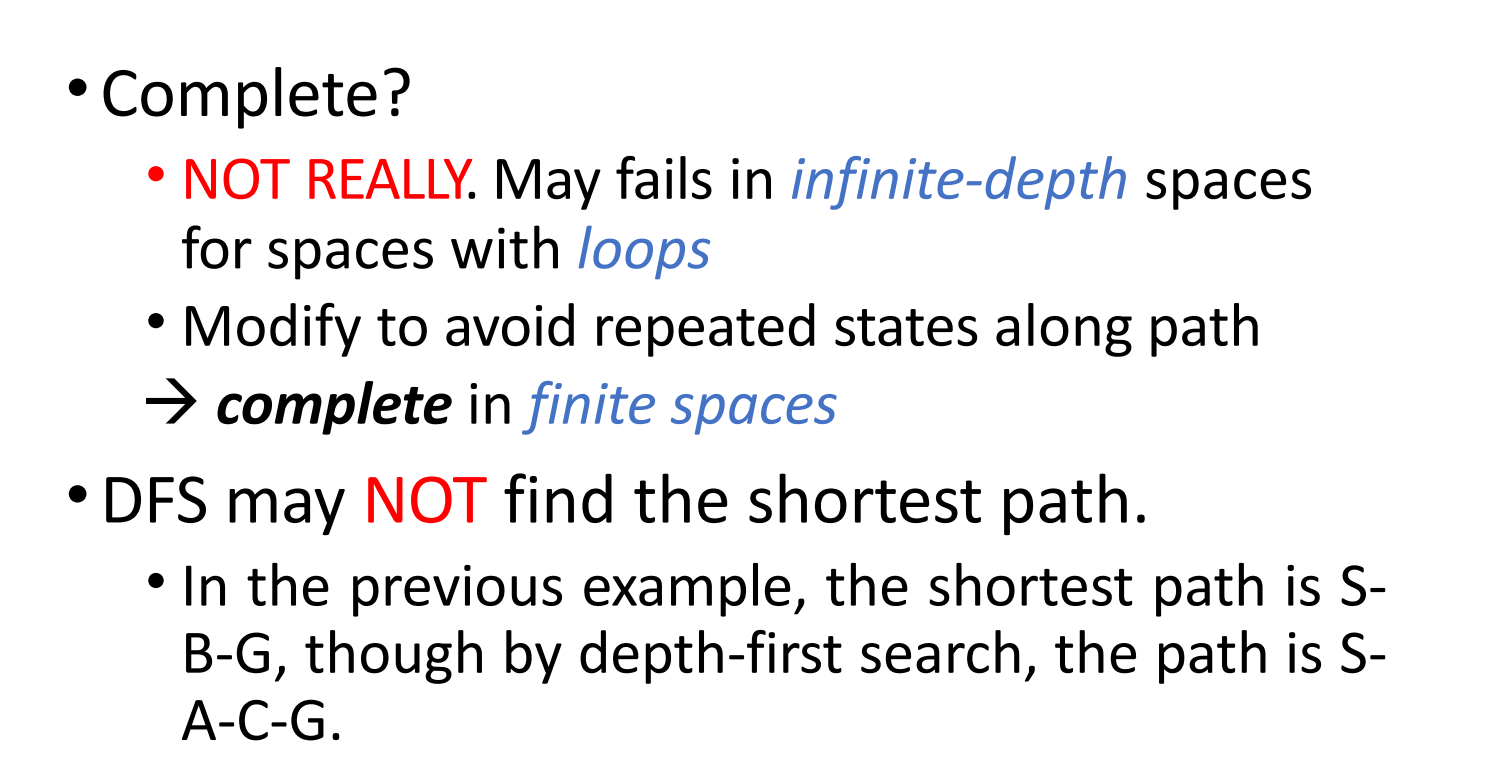 • Complete?
• NOT REALLY. May fails in infinite-depth spaces
for spaces with loops
• Modify to avoid repeated states along path
→ complete in finite spaces
• DFS may NOT find the shortest path.
• In the previous example, the shortest path is S-
B-G, though by depth-first search, the path is S-
A-C-G.